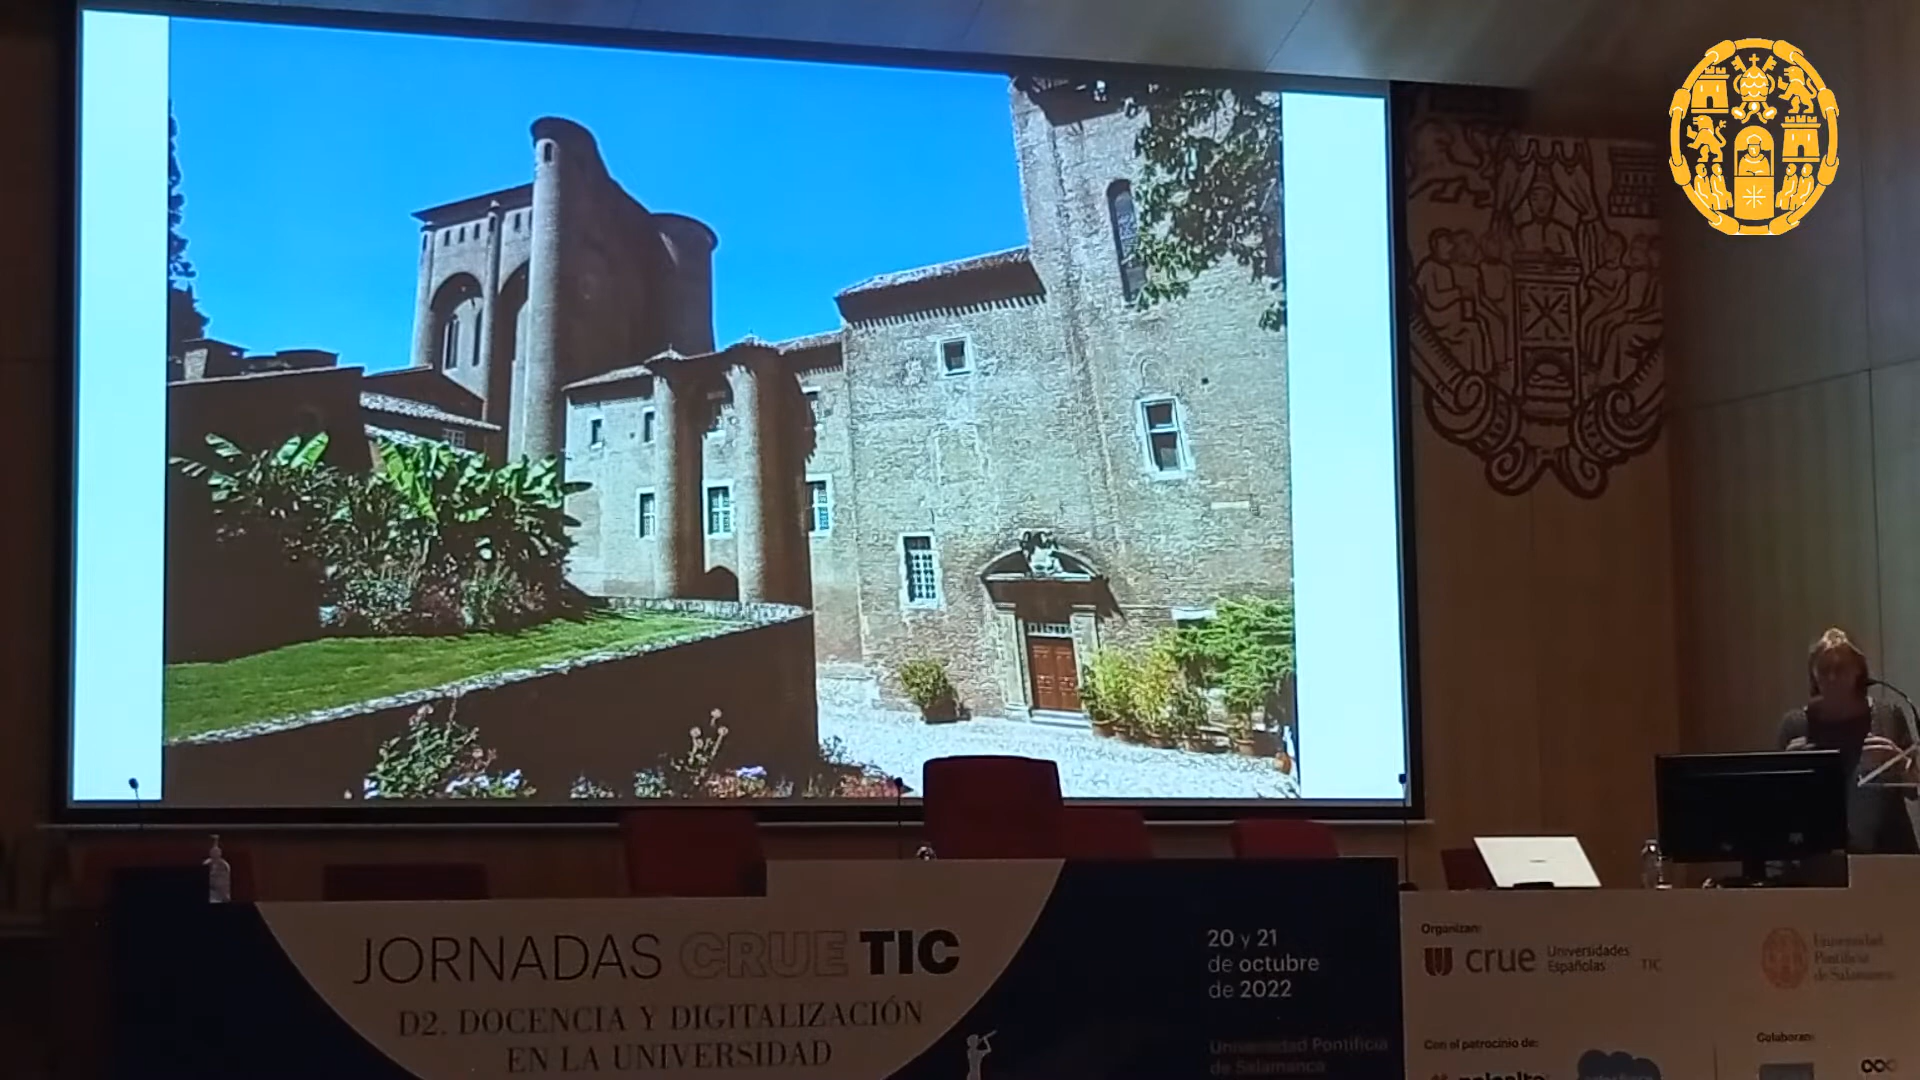 JORNADAS CRUE TIC
D2. DOCENCIA Y DIGITALIZACIÓN
EN LA UNIVERSIDAD
20 y 21
de octubre
de 2022
Universidad Pontificia
de Salamanca
Organizan:
crue Universidades
Españolas TIC
Universidad
Pontificia
de Salamanca
Con el patrocinio de:
Colaboran: